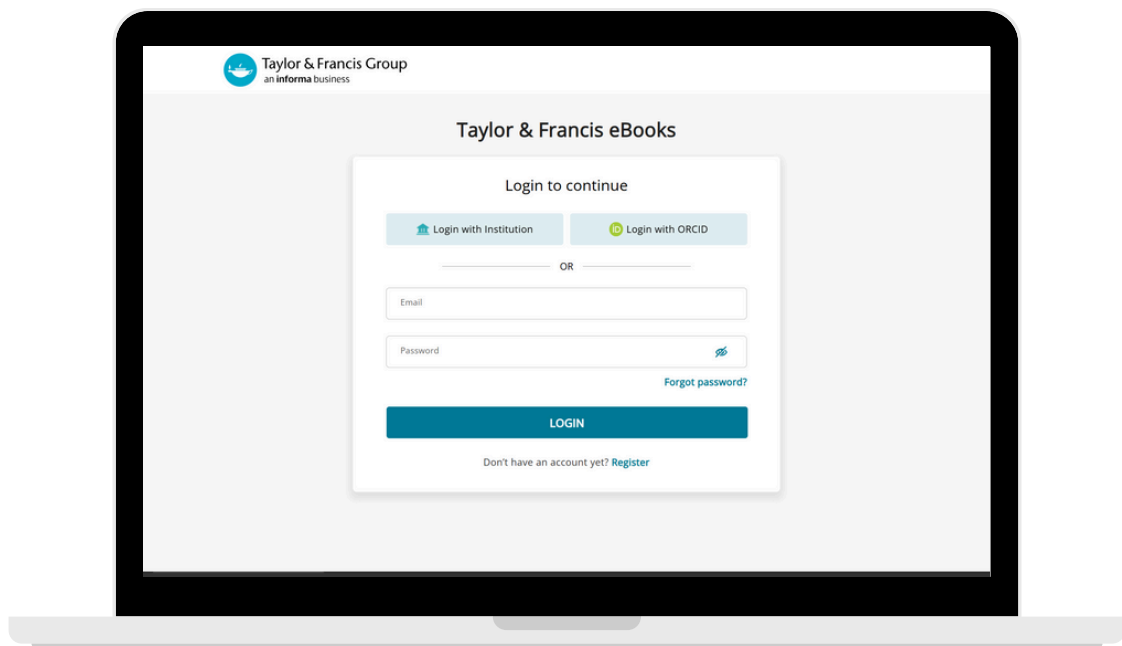 Taylor & Francis Group
an informa business
Taylor & Francis eBooks
Login to continue
Login with Institution
iD Login with ORCID
OR
Email
Password
Forgot password?
LOGIN
Don't have an account yet? Register